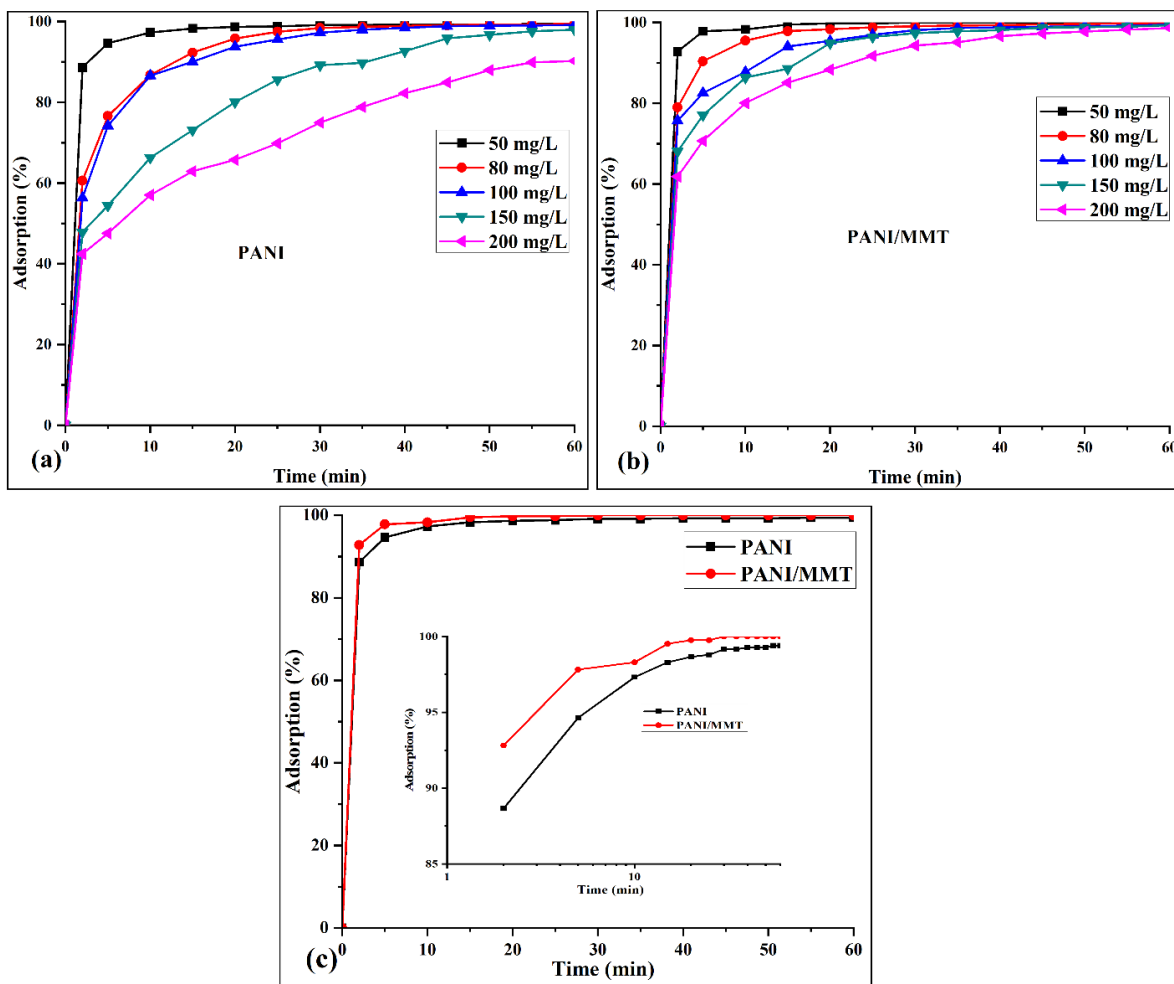 100
80
60
40
20
0
Adsorption (%)
50 mg/L
80 mg/L
100 mg/L
150 mg/L
200 mg/L
PANI
0 10 20 30 40 50 60
(a)
Time (min)
100
80
60
40
20
0
Adsorption (%)
50 mg/L
80 mg/L
100 mg/L
150 mg/L
200 mg/L
PANI/MMT
0 10 20 30 40 50 60
(b)
Time (min)
100
80
60
40
20
0
Adsorption (%)
PANI
PANI/MMT
100
95
90
85
Adsorption (%)
PANI
PANI/MMT
1 10
Time (min)
0 10 20 30 40 50 60
(c)
Time (min)